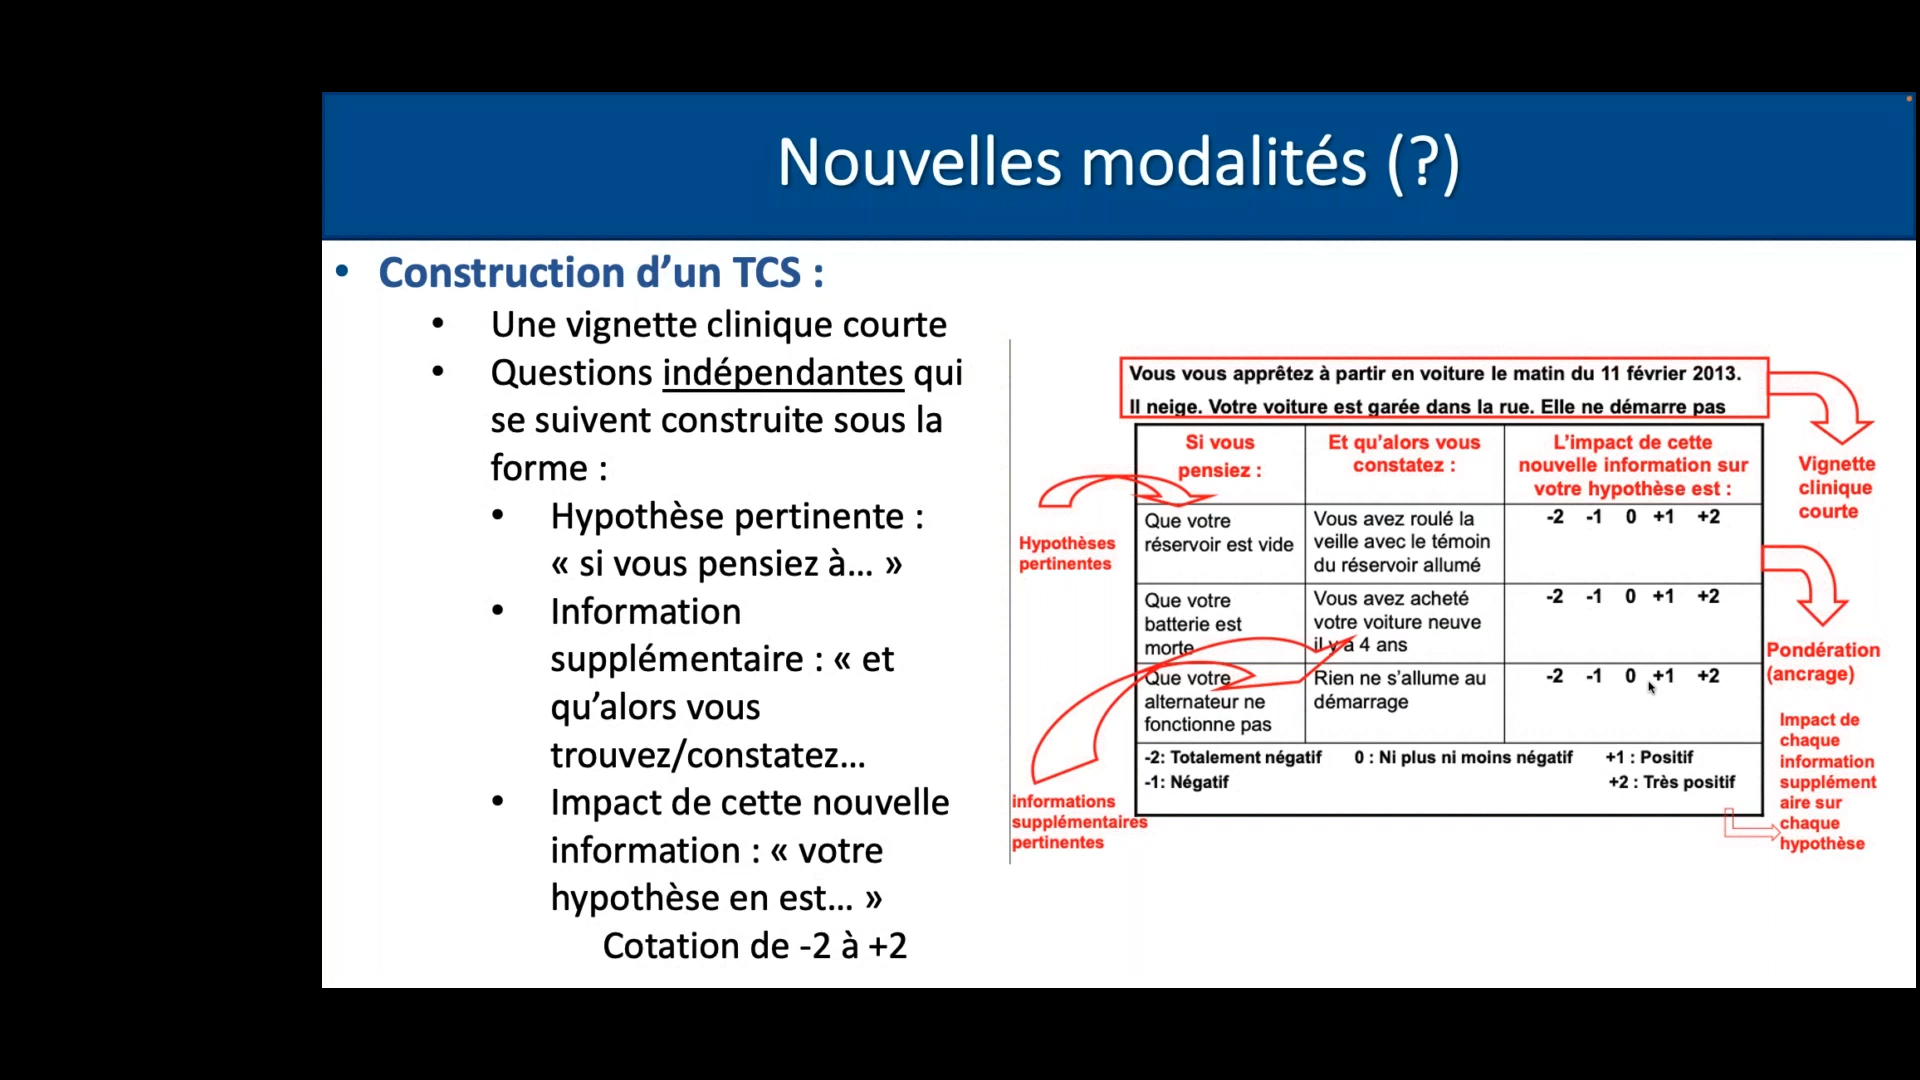 Nouvelles modalités (?)
• Construction d’un TCS :
• Une vignette clinique courte
• Questions indépendantes qui
se suivent construite sous la
forme :
• Hypothèse pertinente :
« si vous pensiez à... »
• Information
supplémentaire : « et
qu’alors vous
trouvez/constatez...
• Impact de cette nouvelle
information : « votre
hypothèse en est... »
Cotation de -2 à +2
Vous vous apprêtez à partir en voiture le matin du 11 février 2013.
Il neige. Votre voiture est garée dans la rue. Elle ne démarre pas
Si vous
pensiez :
Et qu’alors vous
constatez :
L’impact de cette
nouvelle information sur
votre hypothèse est :
Que votre
réservoir est vide
Vous avez roulé la
veille avec le témoin
du réservoir allumé
-2 -1 0 +1 +2
Que votre
batterie est
morte
Vous avez acheté
votre voiture neuve
il y a 4 ans
-2 -1 0 +1 +2
Que votre
alternateur ne
fonctionne pas
Rien ne s’allume au
démarrage
-2 -1 0 +1 +2
-2: Totalement négatif 0 : Ni plus ni moins négatif +1 : Positif
-1: Négatif +2 : Très positif
Hypothèses
pertinentes
informations
supplémentaires
pertinentes
Vignette
clinique
courte
Pondération
(ancrage)
Impact de
chaque
information
supplément
aire sur
chaque
hypothèse